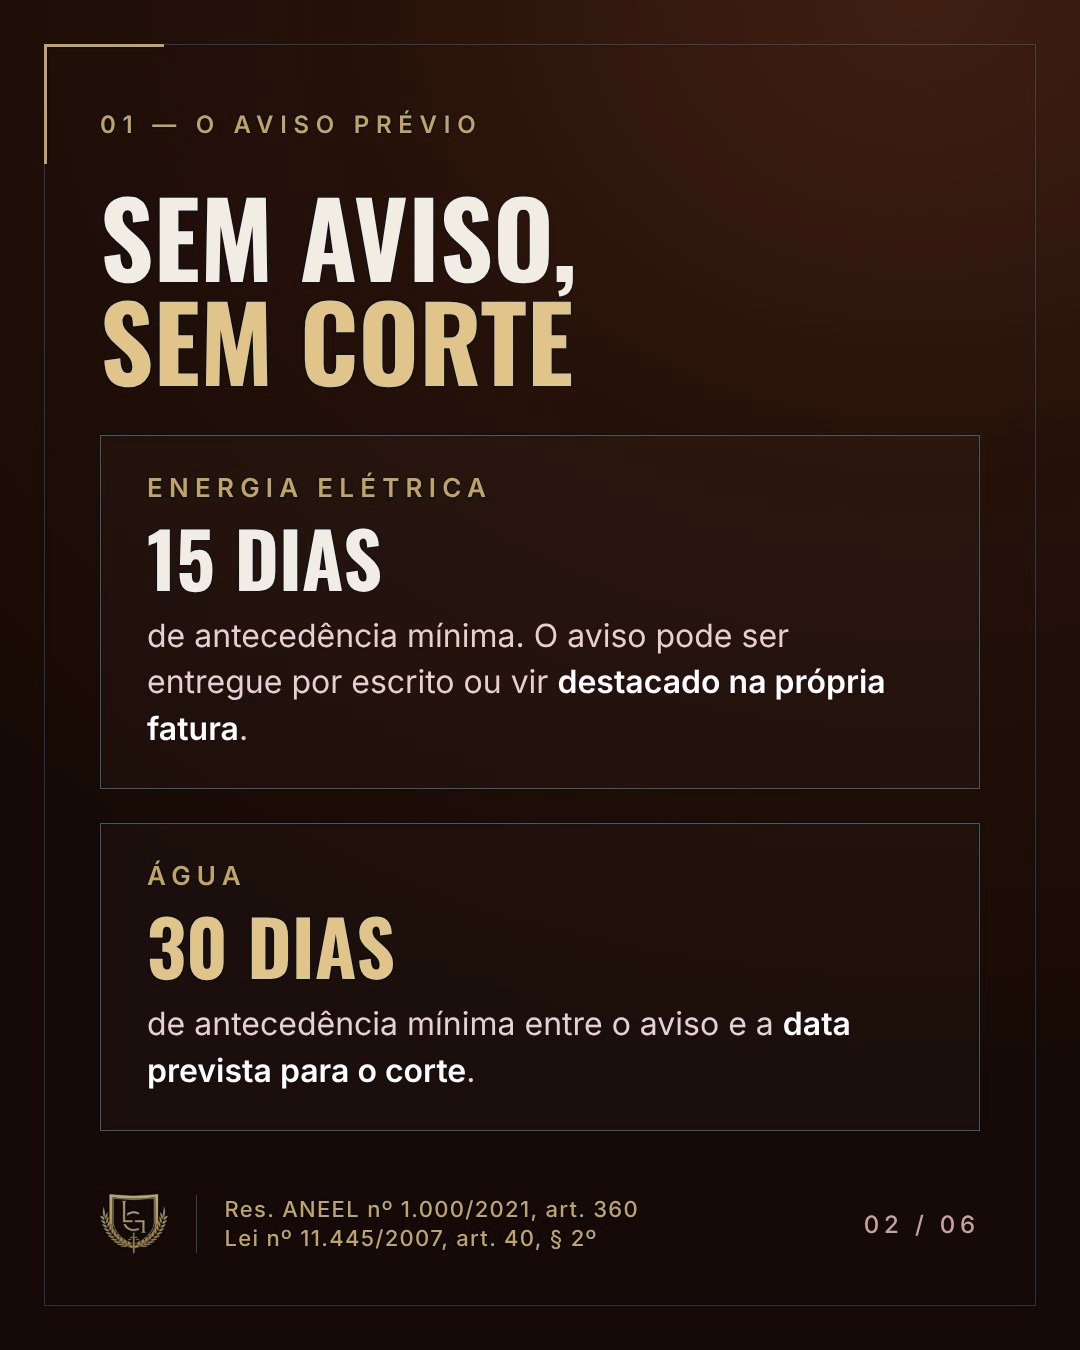 01 — O AVISO PRÉVIO
SEM AVISO,
SEM CORTE
ENERGIA ELÉTRICA
15 DIAS
de antecedência mínima. O aviso pode ser
entregue por escrito ou vir destacado na própria
fatura.
ÁGUA
30 DIAS
de antecedência mínima entre o aviso e a data
prevista para o corte.
Res. ANEEL nº 1.000/2021, art. 360
Lei nº 11.445/2007, art. 40, § 2º
02 / 06